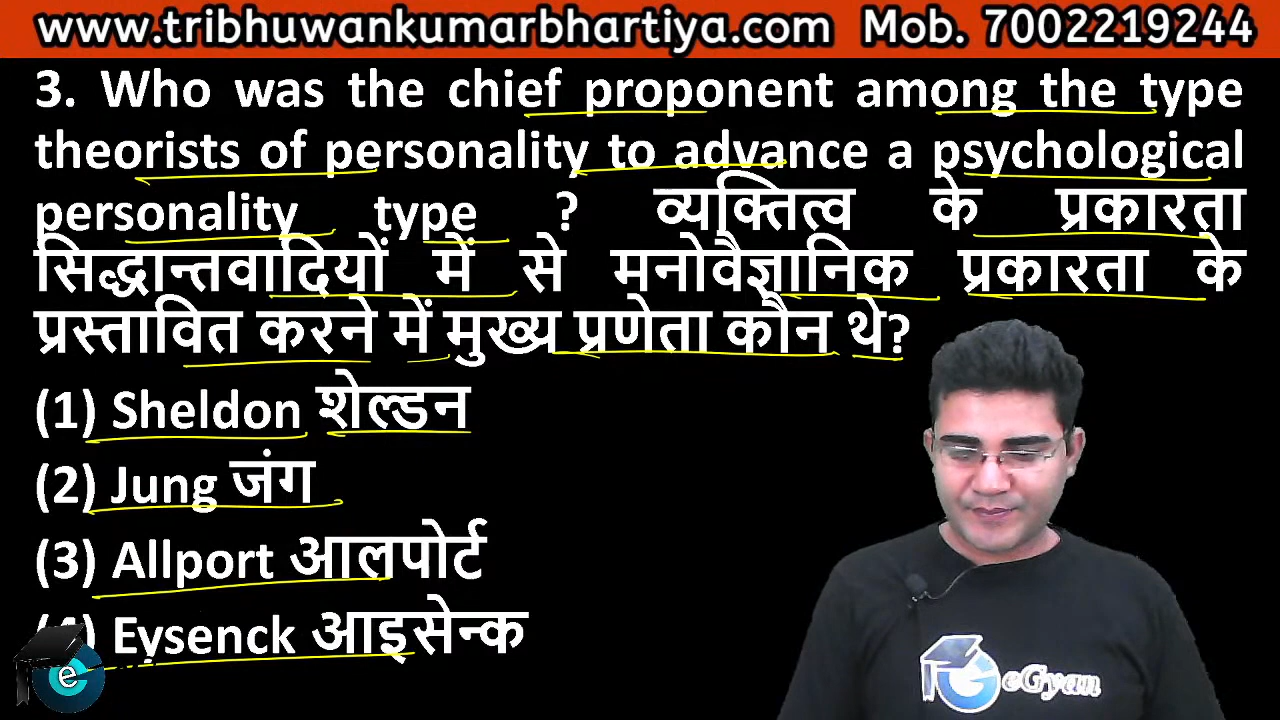 www.tribhuwankumarbhartiya.com Mob. 7002219244
3. Who was the chief proponent among the type
theorists of personality to advance a psychological
personality type ? व्यक्तित्व के प्रकारता
सिद्धान्तवादियों में से मनोवैज्ञानिक प्रकारता के
प्रस्तावित करने में मुख्य प्रणेता कौन थे?
(1) Sheldon शेल्डन
(2) Jung जंग
(3) Allport आलपोर्ट
(4) Eysenck आइसेन्क
e
eGyan